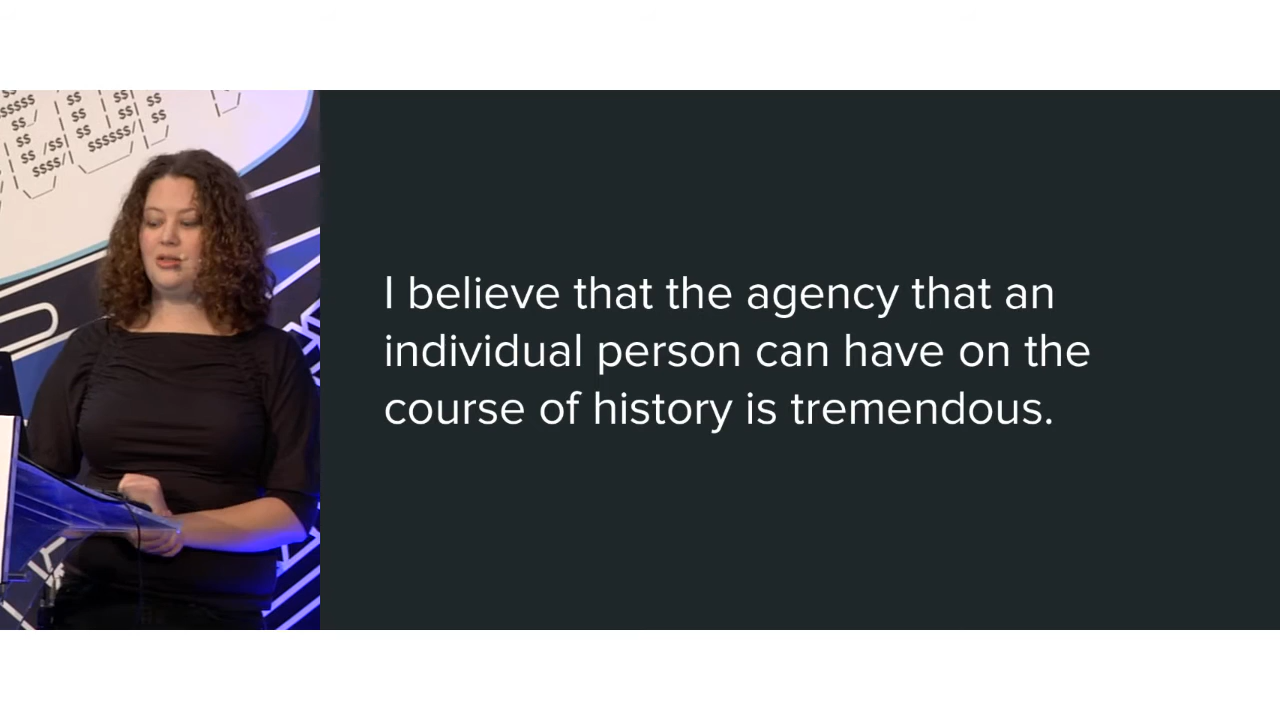 I believe that the agency that an
individual person can have on the
course of history is tremendous.